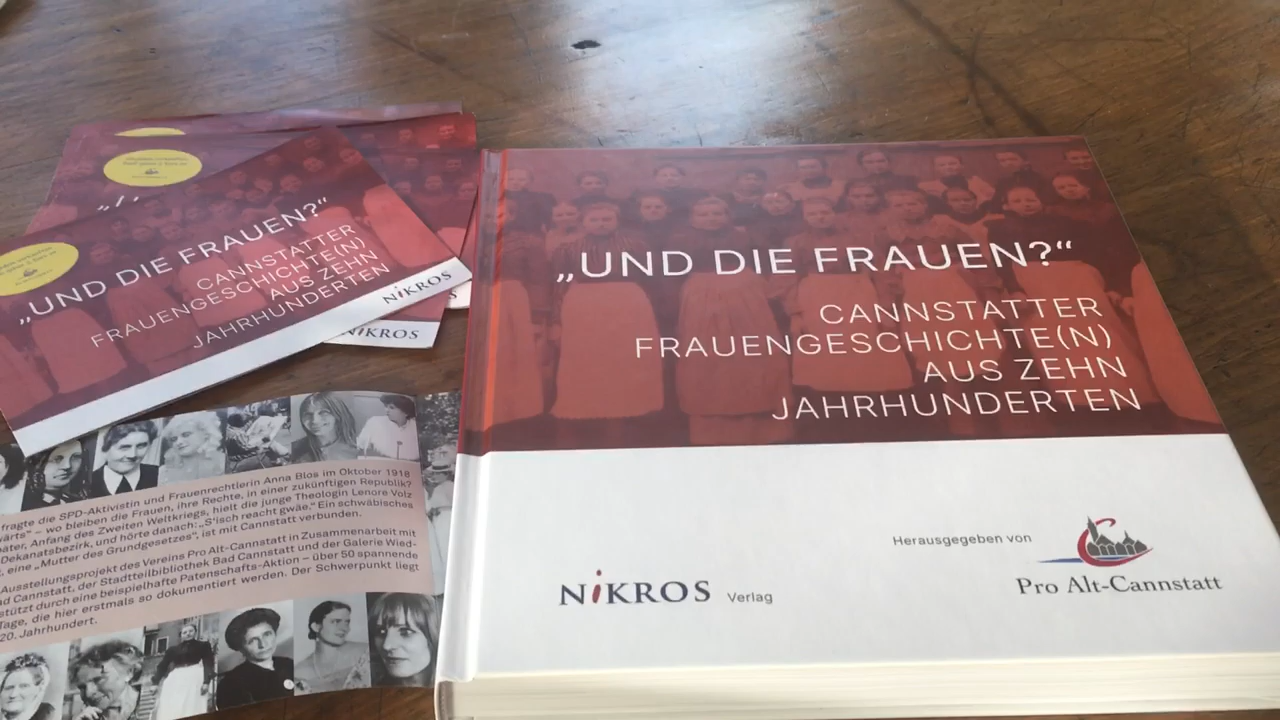 „UND DIE FRAUEN?“
CANNSTATTER
FRAUENGESCHICHTE(N)
AUS ZEHN
JAHRHUNDERTEN
NIKROS
NIKROS
fragte die SPD-Aktivistin und Frauenrechtlerin Anna Blos im Oktober 1918
wärts“ – wo bleiben die Frauen, ihre Rechte, in einer zukünftigen Republik?
päter, Anfang des Zweiten Weltkriegs, hielt die junge Theologin Lenore Volz
Dekanatsbezirk, und hörte danach: „S'isch reacht gwäe.“ Ein schwäbisches
eine „Mutter des Grundgesetzes“, ist mit Cannstatt verbunden.
Ausstellungsprojekt des Vereins Pro Alt-Cannstatt in Zusammenarbeit mit
ad Cannstatt, der Stadtteilbibliothek Bad Cannstatt und der Galerie Wied-
stützt durch eine beispielhafte Patenschafts-Aktion – über 50 spannende
Tage, die hier erstmals so dokumentiert werden. Der Schwerpunkt liegt
20. Jahrhundert.
„UND DIE FRAUEN?“
CANNSTATTER
FRAUENGESCHICHTE(N)
AUS ZEHN
JAHRHUNDERTEN
NIKROS Verlag
Herausgegeben von
Pro Alt-Cannstatt